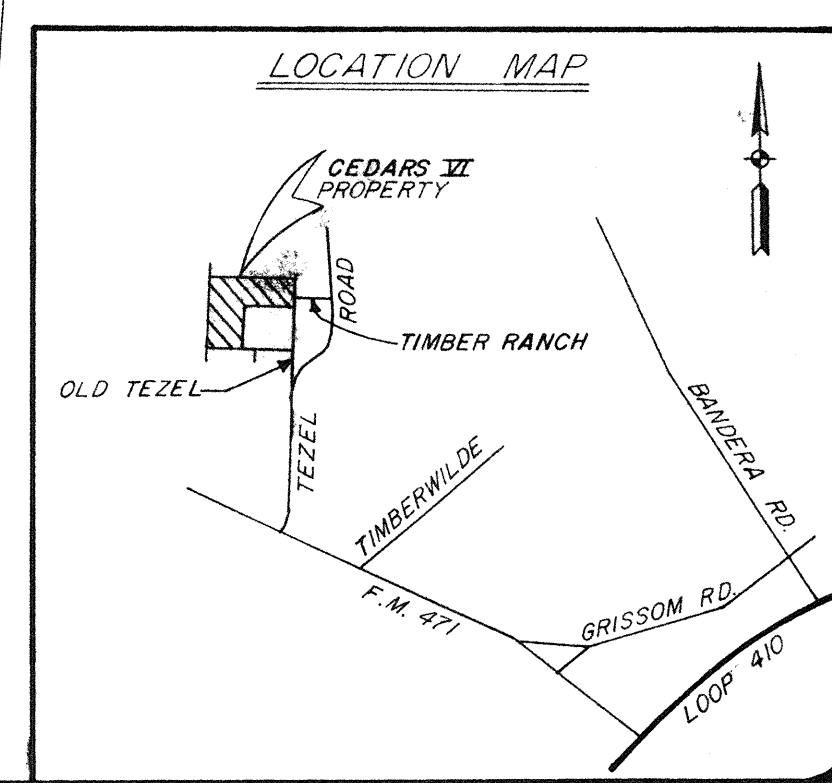 LOCATION MAP
CEDARS VI
PROPERTY
ROAD
TIMBER RANCH
OLD TEZEL
TEZEL
TIMBERWILDE
BANDERA RD.
F.M. 471
GRISSOM RD.
LOOP 410